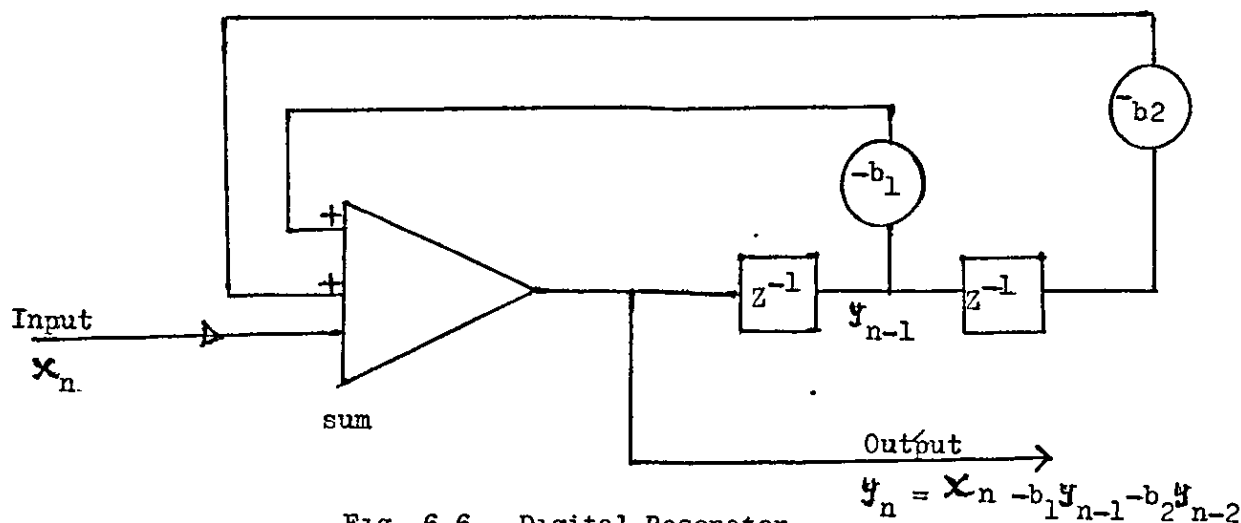 -b2
-b1
+
+
z-1
z-1
Input
xn
yn-1
sum
Output
yn = xn -b1yn-1-b2yn-2
Fig. 6.6 Digital Resonator